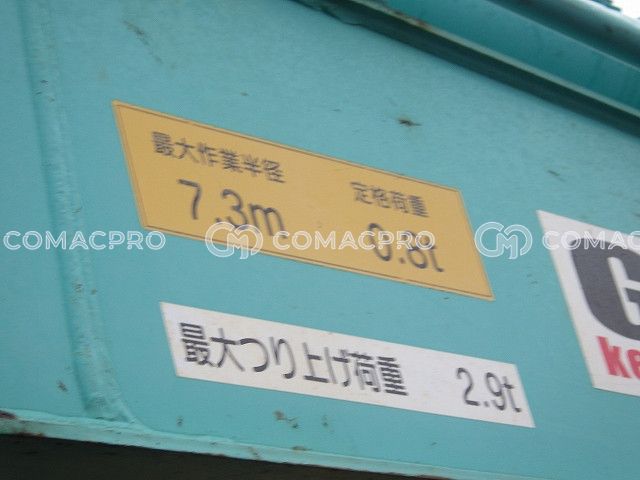 最大作業半径 定格荷重
7.3m 0.8t
COMACPRO COMACPRO
最大つり上げ荷重 2.9t
G
ke